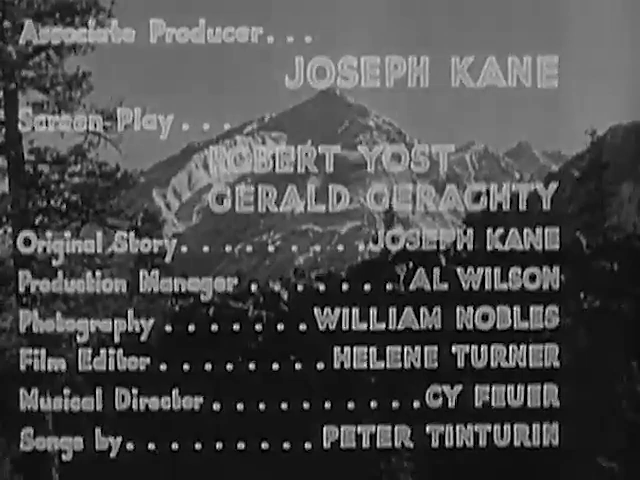 Associate Producer...
JOSEPH KANE
Screen Play...
ROBERT YOST
GERALD GERAGHTY
Original Story.........JOSEPH KANE
Production Manager.......AL WILSON
Photography.......WILLIAM NOBLES
Film Editor........HELENE TURNER
Musical Director..........CY FEUER
Songs by.........PETER TINTURIN